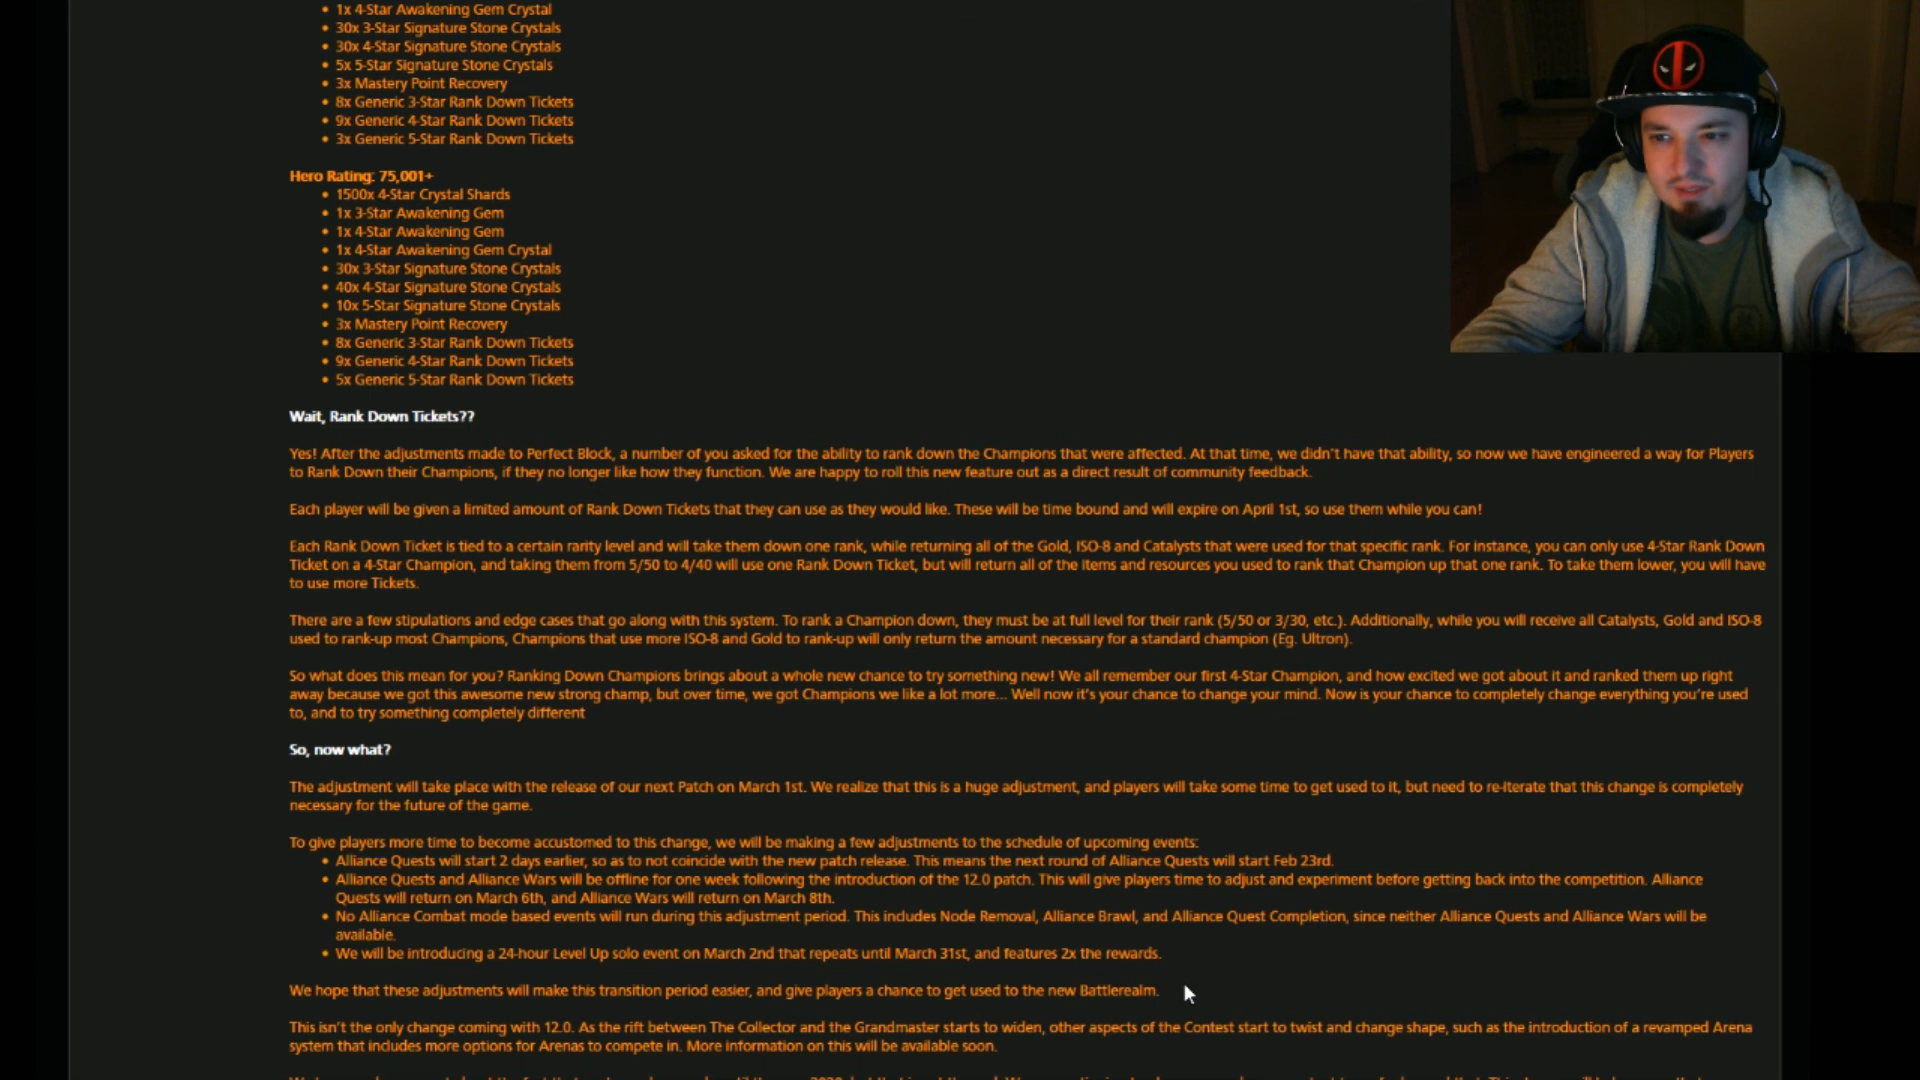 1x 4-Star Awakening Gem Crystal
30x 3-Star Signature Stone Crystals
30x 4-Star Signature Stone Crystals
5x 5-Star Signature Stone Crystals
3x Mastery Point Recovery
8x Generic 3-Star Rank Down Tickets
9x Generic 4-Star Rank Down Tickets
3x Generic 5-Star Rank Down Tickets
Hero Rating: 75,001+
1500x 4-Star Crystal Shards
1x 3-Star Awakening Gem
1x 4-Star Awakening Gem
1x 4-Star Awakening Gem Crystal
30x 3-Star Signature Stone Crystals
40x 4-Star Signature Stone Crystals
10x 5-Star Signature Stone Crystals
3x Mastery Point Recovery
8x Generic 3-Star Rank Down Tickets
9x Generic 4-Star Rank Down Tickets
5x Generic 5-Star Rank Down Tickets
Wait, Rank Down Tickets??
Yes! After the adjustments made to Perfect Block, a number of you asked for the ability to rank down the Champions that were affected. At that time, we didn't have that ability, so now we have engineered a way for Players
to Rank Down their Champions, if they no longer like how they function. We are happy to roll this new feature out as a direct result of community feedback.
Each player will be given a limited amount of Rank Down Tickets that they can use as they would like. These will be time bound and will expire on April 1st, so use them while you can!
Each Rank Down Ticket is tied to a certain rarity level and will take them down one rank, while returning all of the Gold, ISO-8 and Catalysts that were used for that specific rank. For instance, you can only use 4-Star Rank Down
Ticket on a 4-Star Champion, and taking them from 5/50 to 4/40 will use one Rank Down Ticket, but will return all of the items and resources you used to rank that Champion up that one rank. To take them lower, you will have
to use more Tickets.
There are a few stipulations and edge cases that go along with this system. To rank a Champion down, they must be at full level for their rank (5/50 or 3/30, etc.). Additionally, while you will receive all Catalysts, Gold and ISO-8
used to rank-up most Champions, Champions that use more ISO-8 and Gold to rank-up will only return the amount necessary for a standard champion (Eg. Ultron).
So what does this mean for you? Ranking Down Champions brings about a whole new chance to try something new! We all remember our first 4-Star Champion, and how excited we got about it and ranked them up right
away because we got this awesome new strong champ, but over time, we got Champions we like a lot more... Well now it's your chance to change your mind. Now is your chance to completely change everything you're used
to, and to try something completely different
So, now what?
The adjustment will take place with the release of our next Patch on March 1st. We realize that this is a huge adjustment, and players will take some time to get used to it, but need to re-iterate that this change is completely
necessary for the future of the game.
To give players more time to become accustomed to this change, we will be making a few adjustments to the schedule of upcoming events:
Alliance Quests will start 2 days earlier, so as to not coincide with the new patch release. This means the next round of Alliance Quests will start Feb 23rd.
Alliance Quests and Alliance Wars will be offline for one week following the introduction of the 12.0 patch. This will give players time to adjust and experiment before getting back into the competition. Alliance
Quests will return on March 6th, and Alliance Wars will return on March 8th.
No Alliance Combat mode based events will run during this adjustment period. This includes Node Removal, Alliance Brawl, and Alliance Quest Completion, since neither Alliance Quests and Alliance Wars will be
available.
We will be introducing a 24-hour Level Up solo event on March 2nd that repeats until March 31st, and features 2x the rewards.
We hope that these adjustments will make this transition period easier, and give players a chance to get used to the new Battlerealm.
This isn't the only change coming with 12.0. As the rift between The Collector and the Grandmaster starts to widen, other aspects of the Contest start to twist and change shape, such as the introduction of a revamped Arena
system that includes more options for Arenas to compete in. More information on this will be available soon.